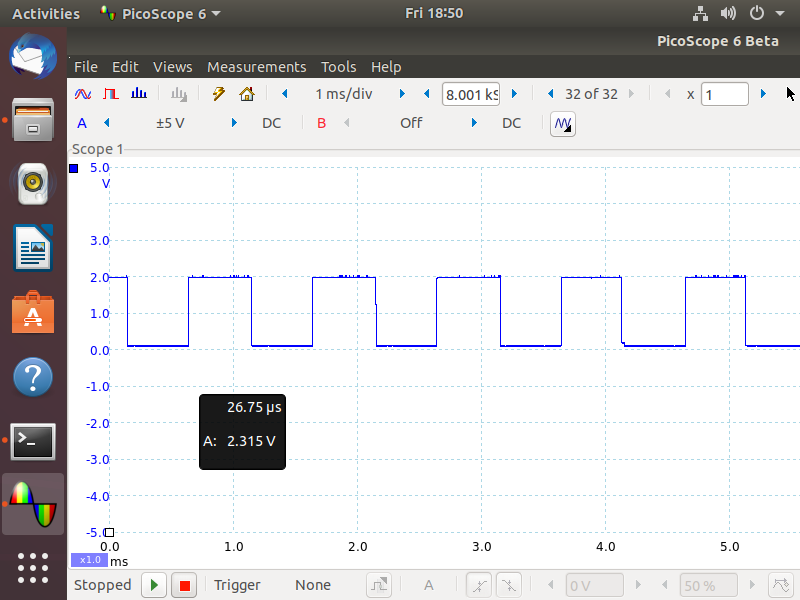 Activities PicoScope 6 Fri 18:50
PicoScope 6 Beta
File Edit Views Measurements Tools Help
1 ms/div 8.001 kS 32 of 32 x 1
A ±5 V DC B Off DC
Scope 1
5.0
V
3.0
2.0
1.0
0.0
-1.0
-2.0
-3.0
-4.0
-5.0
26.75 µs
A: 2.315 V
0.0 1.0 2.0 3.0 4.0 5.0
x1.0 ms
Stopped Trigger None A 0 V 50 %